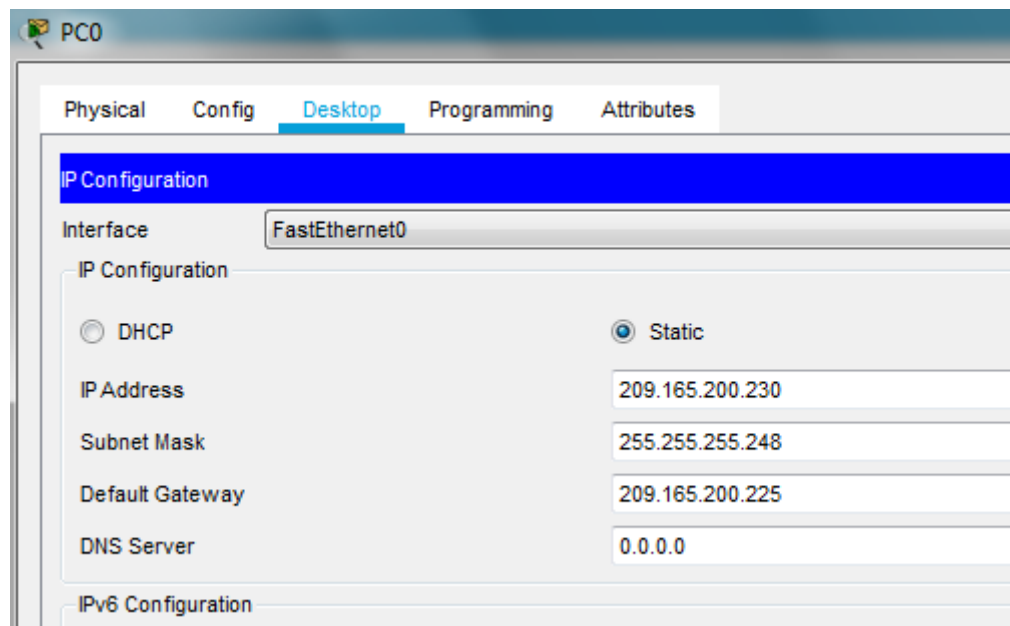 PC0
Physical Config Desktop Programming Attributes
IP Configuration
Interface FastEthernet0
IP Configuration
DHCP Static
IP Address 209.165.200.230
Subnet Mask 255.255.255.248
Default Gateway 209.165.200.225
DNS Server 0.0.0.0
IPv6 Configuration